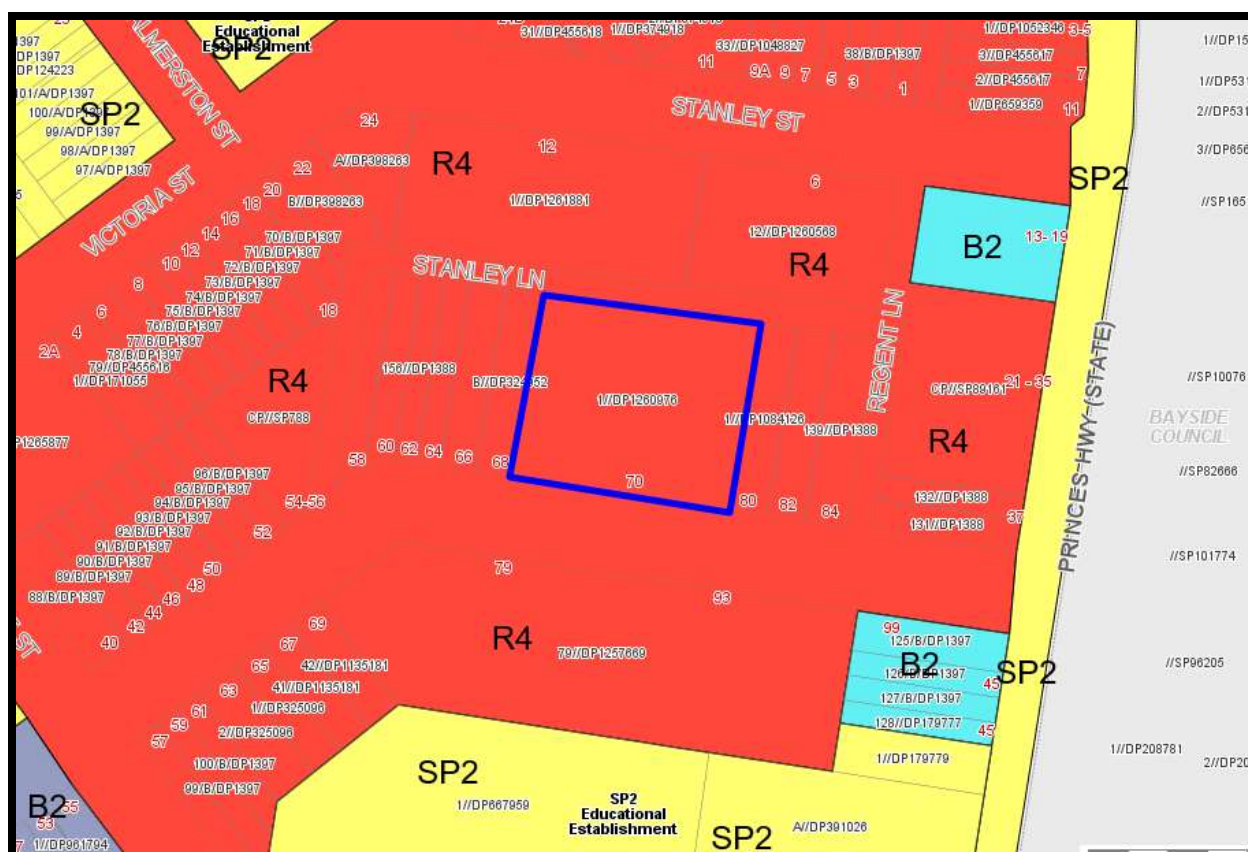 Educational
Establishment
SP2
31//DP455618
1//DP374918
1//DP1052346
3-5
ALMERSTON ST
1397
DP1397
DP124223
101/A/DP1397
100/A/DP1397
SP2
99/A/DP1397
98/A/DP1397
97/A/DP1397
33//DP1048827
38/B/DP1397
3//DP455617
11
9A
9
7
5
3
1
2//DP455617
7
1//DP659359
11
STANLEY ST
1//DP15
1//DP531
2//DP531
3//DP656
//SP165
SP2
24
A//DP398263
R4
12
6
22
20
18
16
14
12
10
8
6
4
2A
B//DP398263
1//DP1261881
VICTORIA ST
12//DP1260568
R4
B2
13-19
70/B/DP1397
71/B/DP1397
72/B/DP1397
73/B/DP1397
74/B/DP1397
75/B/DP1397
76/B/DP1397
77/B/DP1397
78/B/DP1397
79//DP455616
1//DP171055
STANLEY LN
18
REGENT LN
PRINCES HWY (STATE)
R4
156//DP1388
B//DP324952
1//DP1260976
1//DP1084126
139//DP1388
CP//SP89161
21 - 35
//SP10076
BAYSIDE
COUNCIL
CP//SP788
P1265877
R4
60
62
64
66
68
58
70
80
82
84
//SP82666
96/B/DP1397
95/B/DP1397
94/B/DP1397
93/B/DP1397
92/B/DP1397
91/B/DP1397
90/B/DP1397
89/B/DP1397
88/B/DP1397
54-56
52
50
48
46
44
42
40
132//DP1388
131//DP1388
37
//SP101774
79
93
ST
69
67
65
63
61
59
57
R4
79//DP1257669
42//DP1135181
41//DP1135181
1//DP325096
2//DP325096
100/B/DP1397
99/B/DP1397
99
125/B/DP1397
B2
126/B/DP1397
45
127/B/DP1397
128//DP179777
45
SP2
//SP96205
1//DP179779
1//DP208781
2//DP20
SP2
1//DP667959
SP2
Educational
Establishment
SP2
A//DP391026
B2
55
53
7
1//DP961794